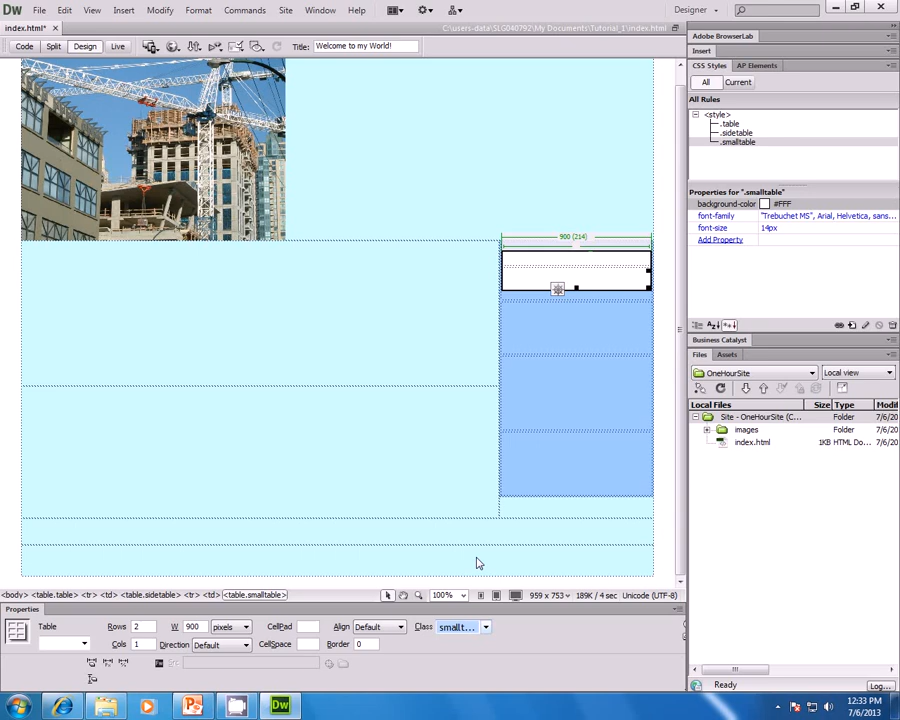 Dw File Edit View Insert Modify Format Commands Site Window Help Designer
index.html* × c:\users-data\SLG040792\My Documents\Tutorial_1\index.html
Code Split Design Live Title: Welcome to my World!
Adobe BrowserLab
Insert
CSS Styles AP Elements
All Current
All Rules
<style>
.table
.sidetable
.smalltable
Properties for ".smalltable"
background-color #FFF
font-family "Trebuchet MS", Arial, Helvetica, sans...
font-size 14px
Add Property
900 (214)
Business Catalyst
Files Assets
OneHourSite Local view
Local Files Size Type Modif
Site - OneHourSite (C... Folder 7/6/20
images Folder 7/6/20
index.html 1KB HTML Do... 7/6/20
<body> <table.table> <tr> <td> <table.sidetable> <tr> <td> <table.smalltable> 100% 959 x 753 189K / 4 sec Unicode (UTF-8)
Properties
Table Rows 2 W 900 pixels CellPad Align Default Class smallt...
Cols 1 Direction Default CellSpace Border 0
Ready Log...
Dw 12:33 PM
7/6/2013